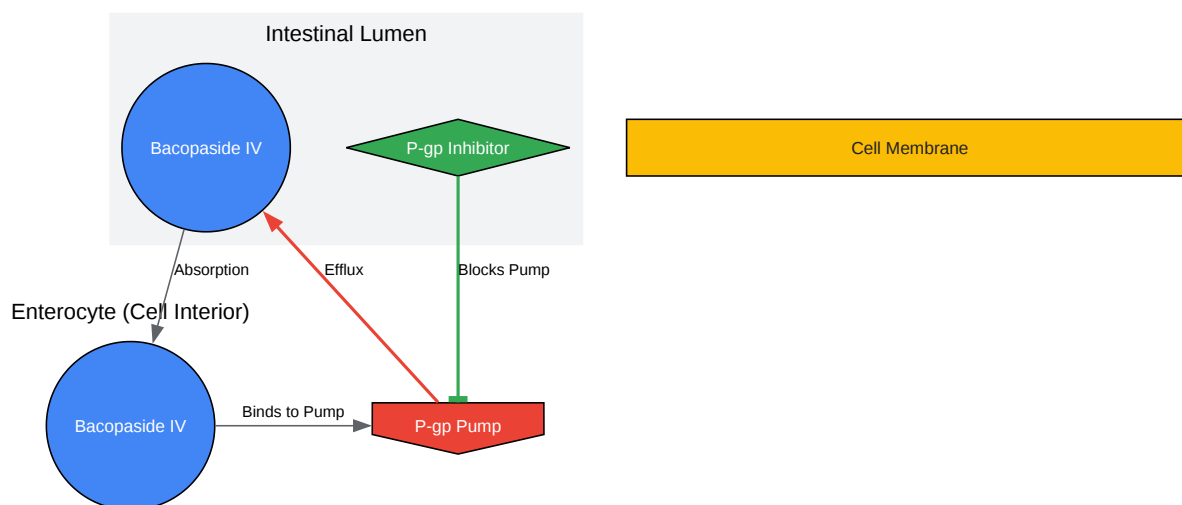 Intestinal Lumen
Bacopaside IV
P-gp Inhibitor
Cell Membrane
Absorption
Efflux
Blocks Pump
Enterocyte (Cell Interior)
Binds to Pump
Bacopaside IV
P-gp Pump